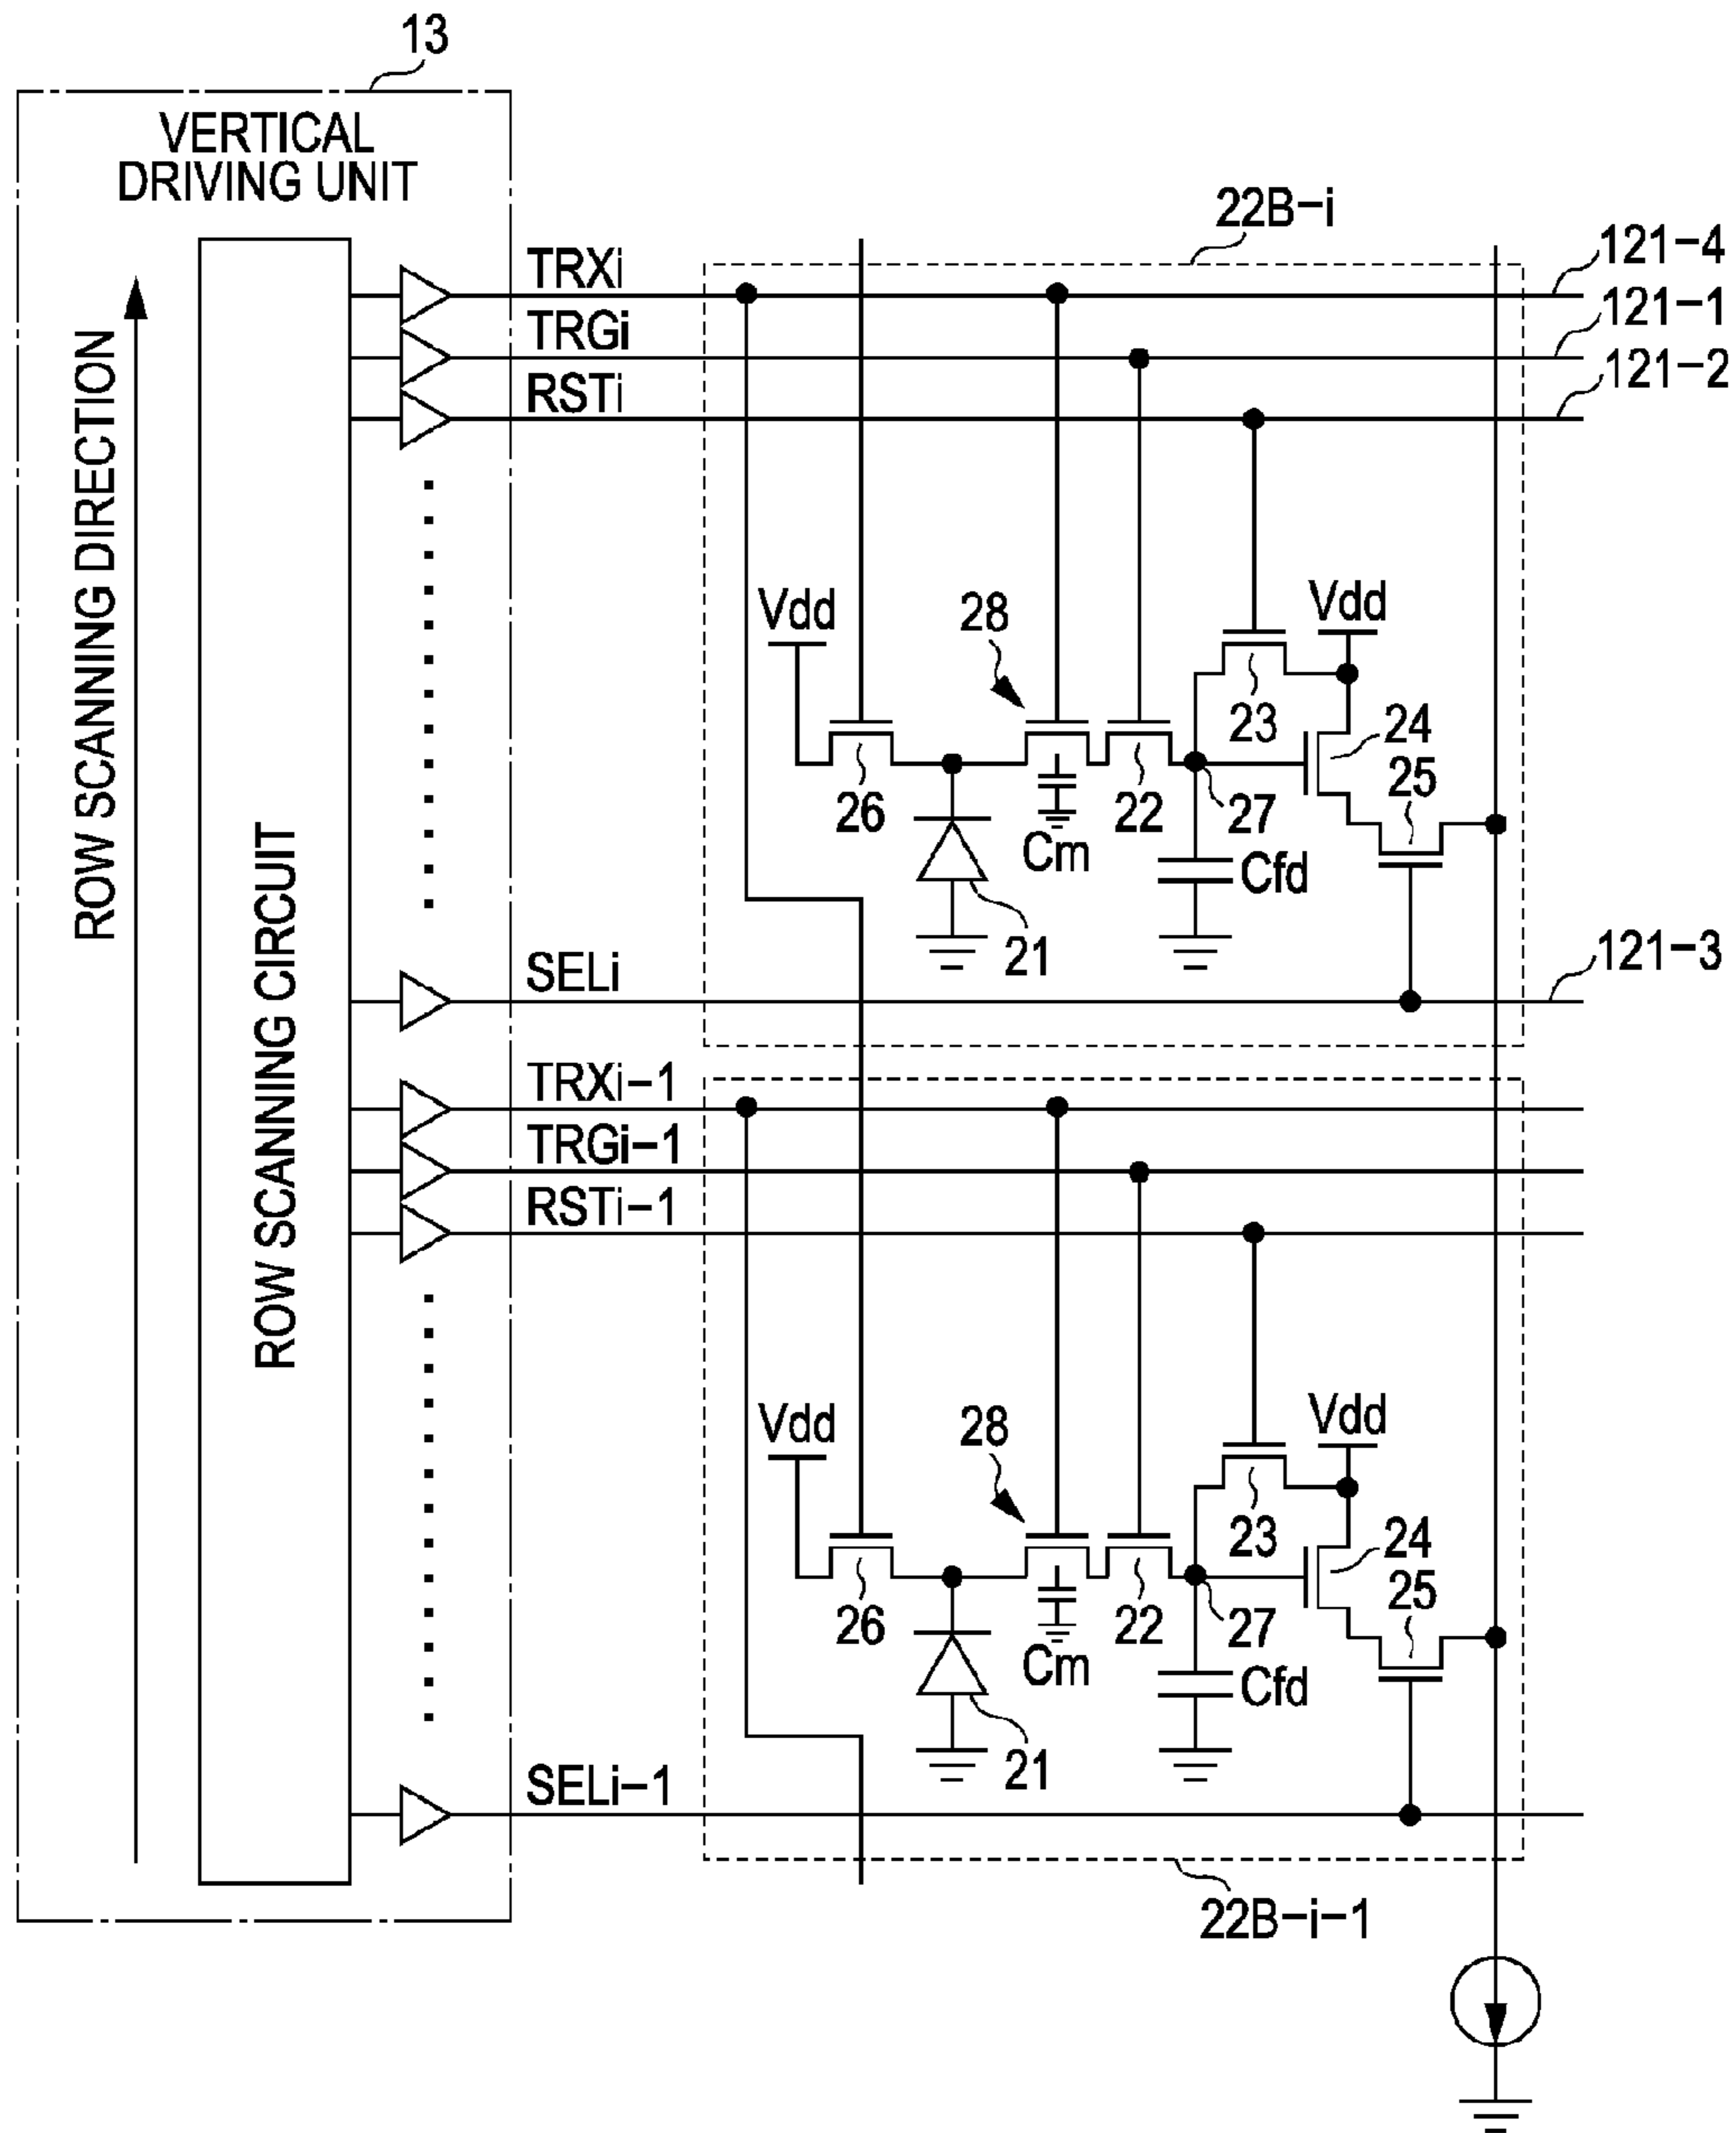 13
VERTICAL
DRIVING UNIT
ROW SCANNING DIRECTION
ROW SCANNING CIRCUIT
22B-i
TRXi
121-4
TRGi
121-1
RSTi
121-2
Vdd
28
Vdd
23
24
26
22
27
25
Cm
Cfd
21
SELi
121-3
TRXi-1
TRGi-1
RSTi-1
Vdd
28
Vdd
23
24
26
22
27
25
Cm
Cfd
21
SELi-1
22B-i-1